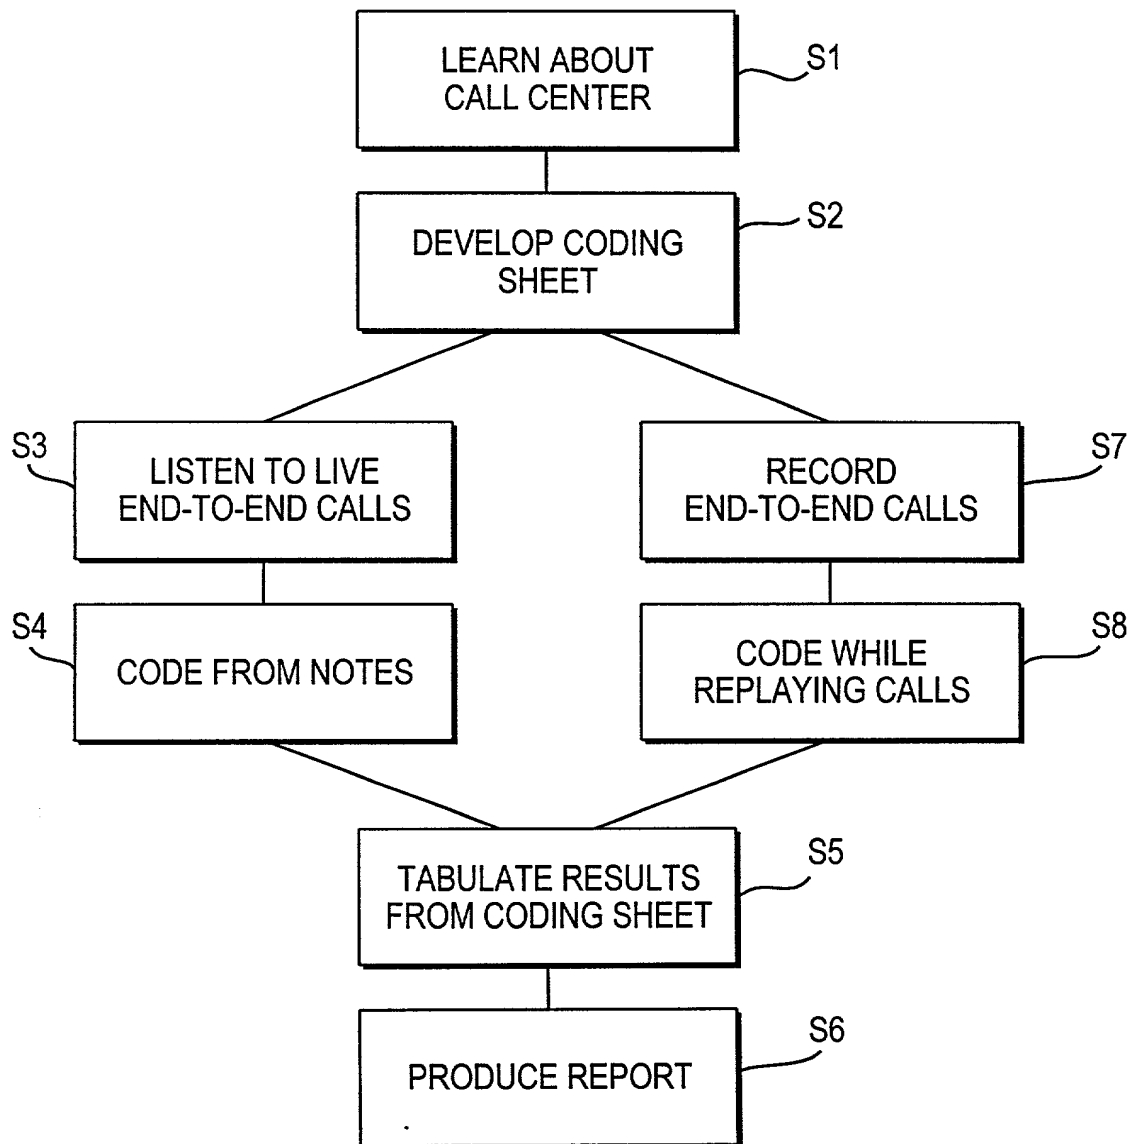 LEARN ABOUT
CALL CENTER
S1
DEVELOP CODING
SHEET
S2
S3
LISTEN TO LIVE
END-TO-END CALLS
RECORD
END-TO-END CALLS
S7
S4
CODE FROM NOTES
CODE WHILE
REPLAYING CALLS
S8
TABULATE RESULTS
FROM CODING SHEET
S5
PRODUCE REPORT
S6